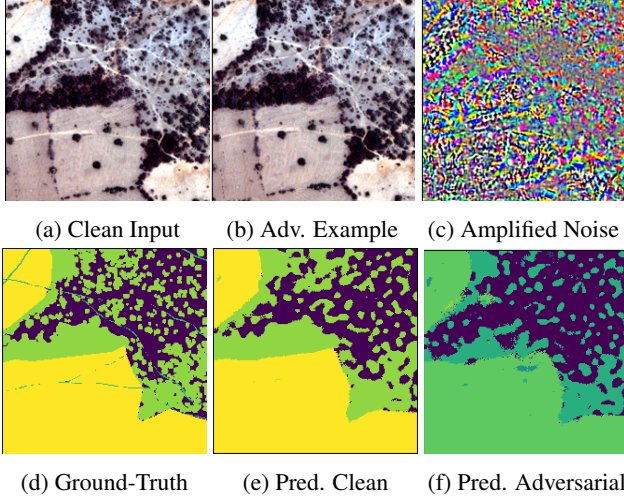 (a) Clean Input (b) Adv. Example (c) Amplified Noise
(d) Ground-Truth (e) Pred. Clean (f) Pred. Adversarial